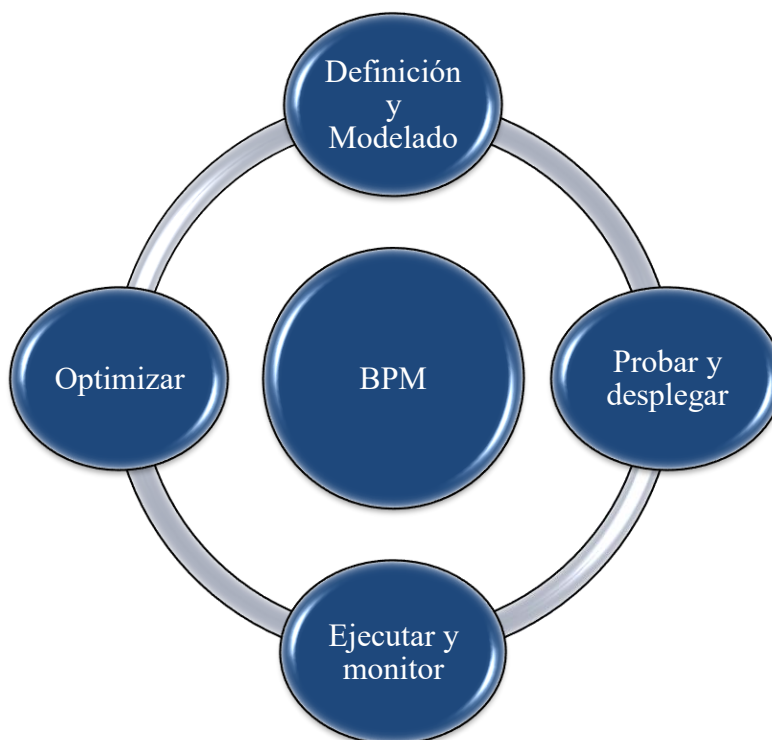 Definición
y
Modelado
Optimizar
BPM
Probar y
desplegar
Ejecutar y
monitor